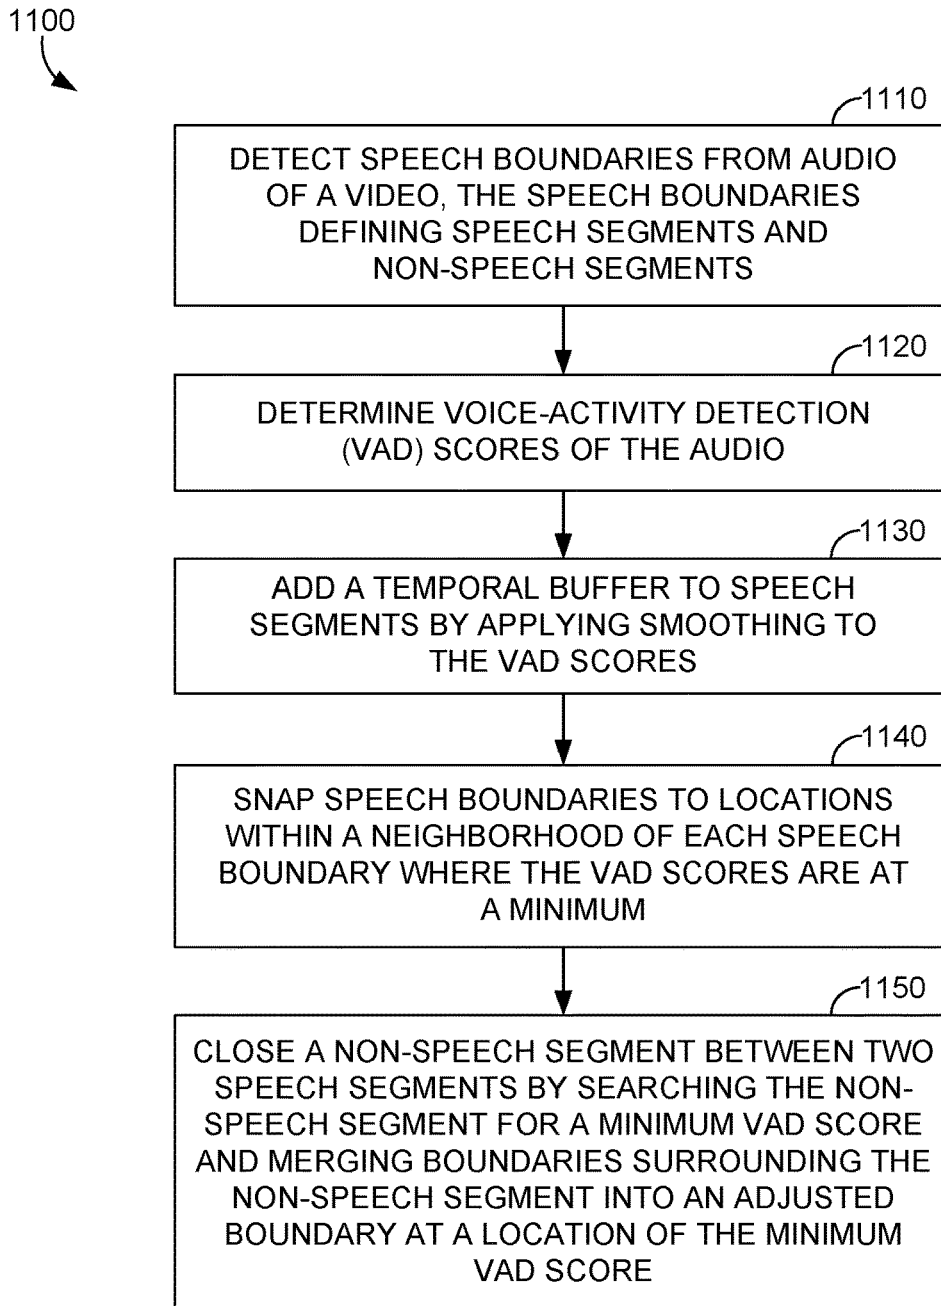 1100
1110
DETECT SPEECH BOUNDARIES FROM AUDIO
OF A VIDEO, THE SPEECH BOUNDARIES
DEFINING SPEECH SEGMENTS AND
NON-SPEECH SEGMENTS
1120
DETERMINE VOICE-ACTIVITY DETECTION
(VAD) SCORES OF THE AUDIO
1130
ADD A TEMPORAL BUFFER TO SPEECH
SEGMENTS BY APPLYING SMOOTHING TO
THE VAD SCORES
1140
SNAP SPEECH BOUNDARIES TO LOCATIONS
WITHIN A NEIGHBORHOOD OF EACH SPEECH
BOUNDARY WHERE THE VAD SCORES ARE AT
A MINIMUM
1150
CLOSE A NON-SPEECH SEGMENT BETWEEN TWO
SPEECH SEGMENTS BY SEARCHING THE NON-
SPEECH SEGMENT FOR A MINIMUM VAD SCORE
AND MERGING BOUNDARIES SURROUNDING THE
NON-SPEECH SEGMENT INTO AN ADJUSTED
BOUNDARY AT A LOCATION OF THE MINIMUM
VAD SCORE